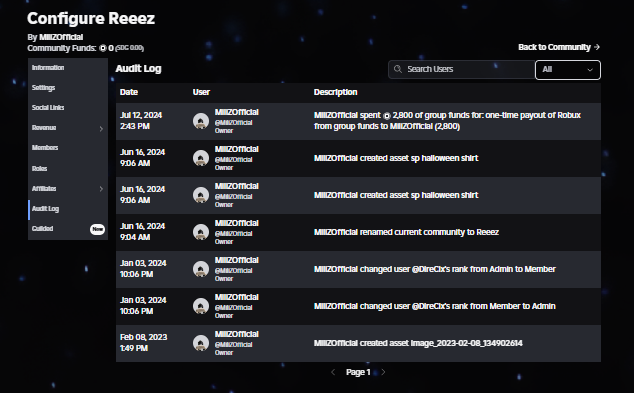 Configure Reeez
By MillZOfficial
Community Funds: 0 (SDG 0.00)
Back to Community →
Information
Settings
Social Links
Revenue
Members
Roles
Affiliates
Audit Log
Guilded New
Audit Log
Search Users
All
Date User Description
Jul 12, 2024
2:43 PM
MillZOfficial
@MillZOfficial
Owner
MillZOfficial spent 2,800 of group funds for: one-time payout of Robux
from group funds to MillZOfficial (2,800)
Jun 16, 2024
9:06 AM
MillZOfficial
@MillZOfficial
Owner
MillZOfficial created asset sp halloween shirt
Jun 16, 2024
9:06 AM
MillZOfficial
@MillZOfficial
Owner
MillZOfficial created asset sp halloween shirt
Jun 16, 2024
9:04 AM
MillZOfficial
@MillZOfficial
Owner
MillZOfficial renamed current community to Reeez
Jan 03, 2024
10:06 PM
MillZOfficial
@MillZOfficial
Owner
MillZOfficial changed user @DireCix's rank from Admin to Member
Jan 03, 2024
10:06 PM
MillZOfficial
@MillZOfficial
Owner
MillZOfficial changed user @DireCix's rank from Member to Admin
Feb 08, 2023
1:49 PM
MillZOfficial
@MillZOfficial
Owner
MillZOfficial created asset Image_2023-02-08_134902614
Page 1